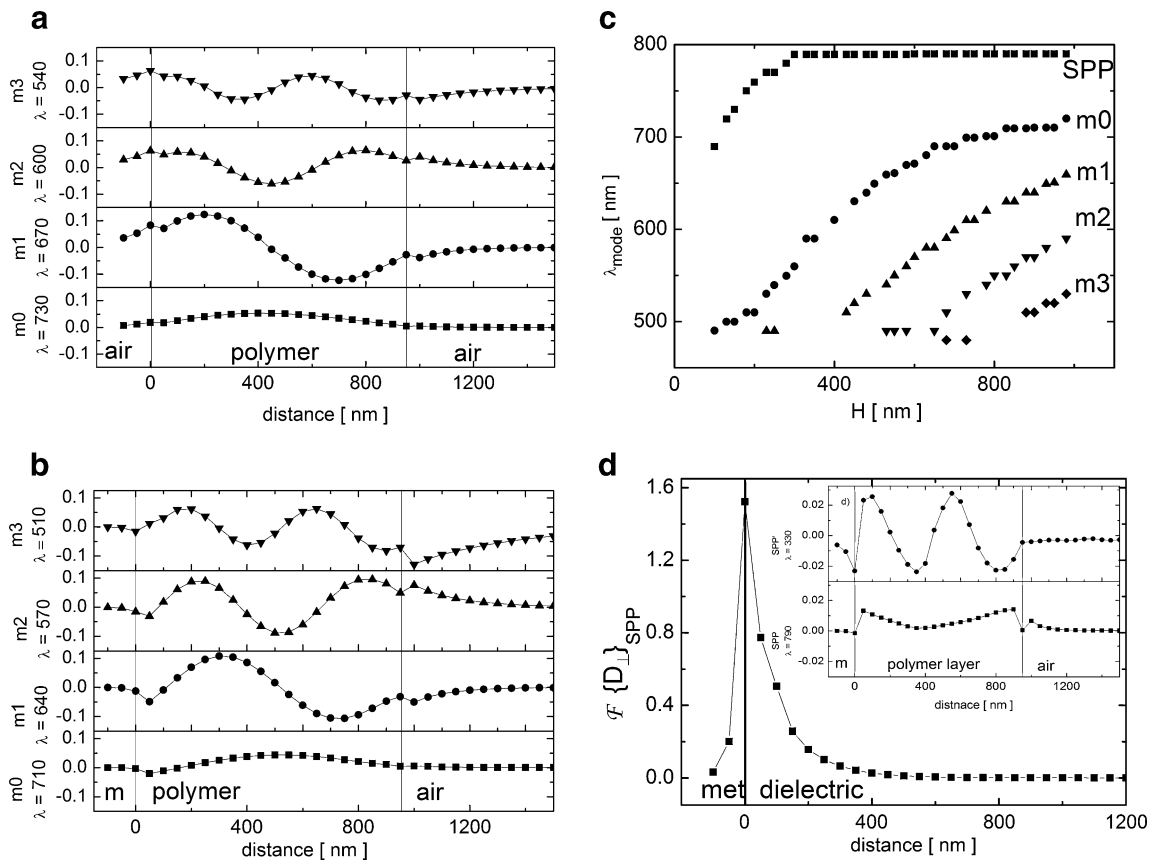 a
m3
λ = 540
0.1
0.0
-0.1
m2
λ = 600
0.1
0.0
-0.1
m1
λ = 670
0.1
0.0
-0.1
m0
λ = 730
0.1
0.0
-0.1
air polymer air
0 400 800 1200
distance [ nm ]
c
800
700
600
500
λmode [ nm ]
SPP
m0
m1
m2
m3
0 400 800
H [ nm ]
b
m3
λ = 510
0.1
0.0
-0.1
m2
λ = 570
0.1
0.0
-0.1
m1
λ = 640
0.1
0.0
-0.1
m0
λ = 710
0.1
0.0
-0.1
m polymer air
0 400 800 1200
distance [ nm ]
d
1.6
1.2
0.8
0.4
0.0
ℱ {D⊥}SPP
met dielectric
0 200 400 600 800 1000 1200
distance [ nm ]
d)
SPP'
λ = 330
0.02
0.00
-0.02
SPP
λ = 790
0.02
0.00
-0.02
m polymer layer air
0 400 800 1200
distnace [ nm ]